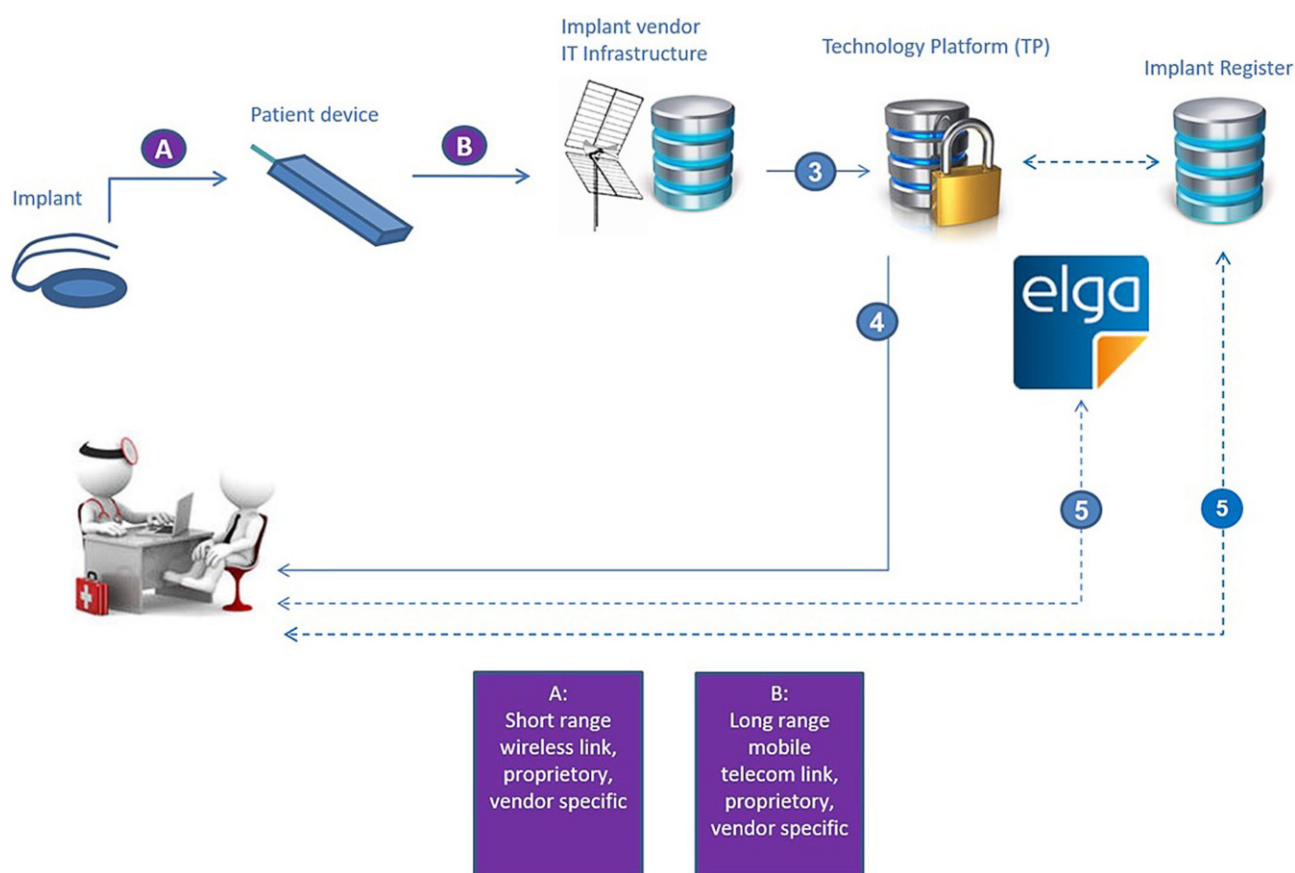 Implant vendor
IT Infrastructure
Technology Platform (TP)
Implant Register
Patient device
A
B
3
Implant
elga
4
5
5
A:
Short range
wireless link,
proprietory,
vendor specific
B:
Long range
mobile
telecom link,
proprietory,
vendor specific